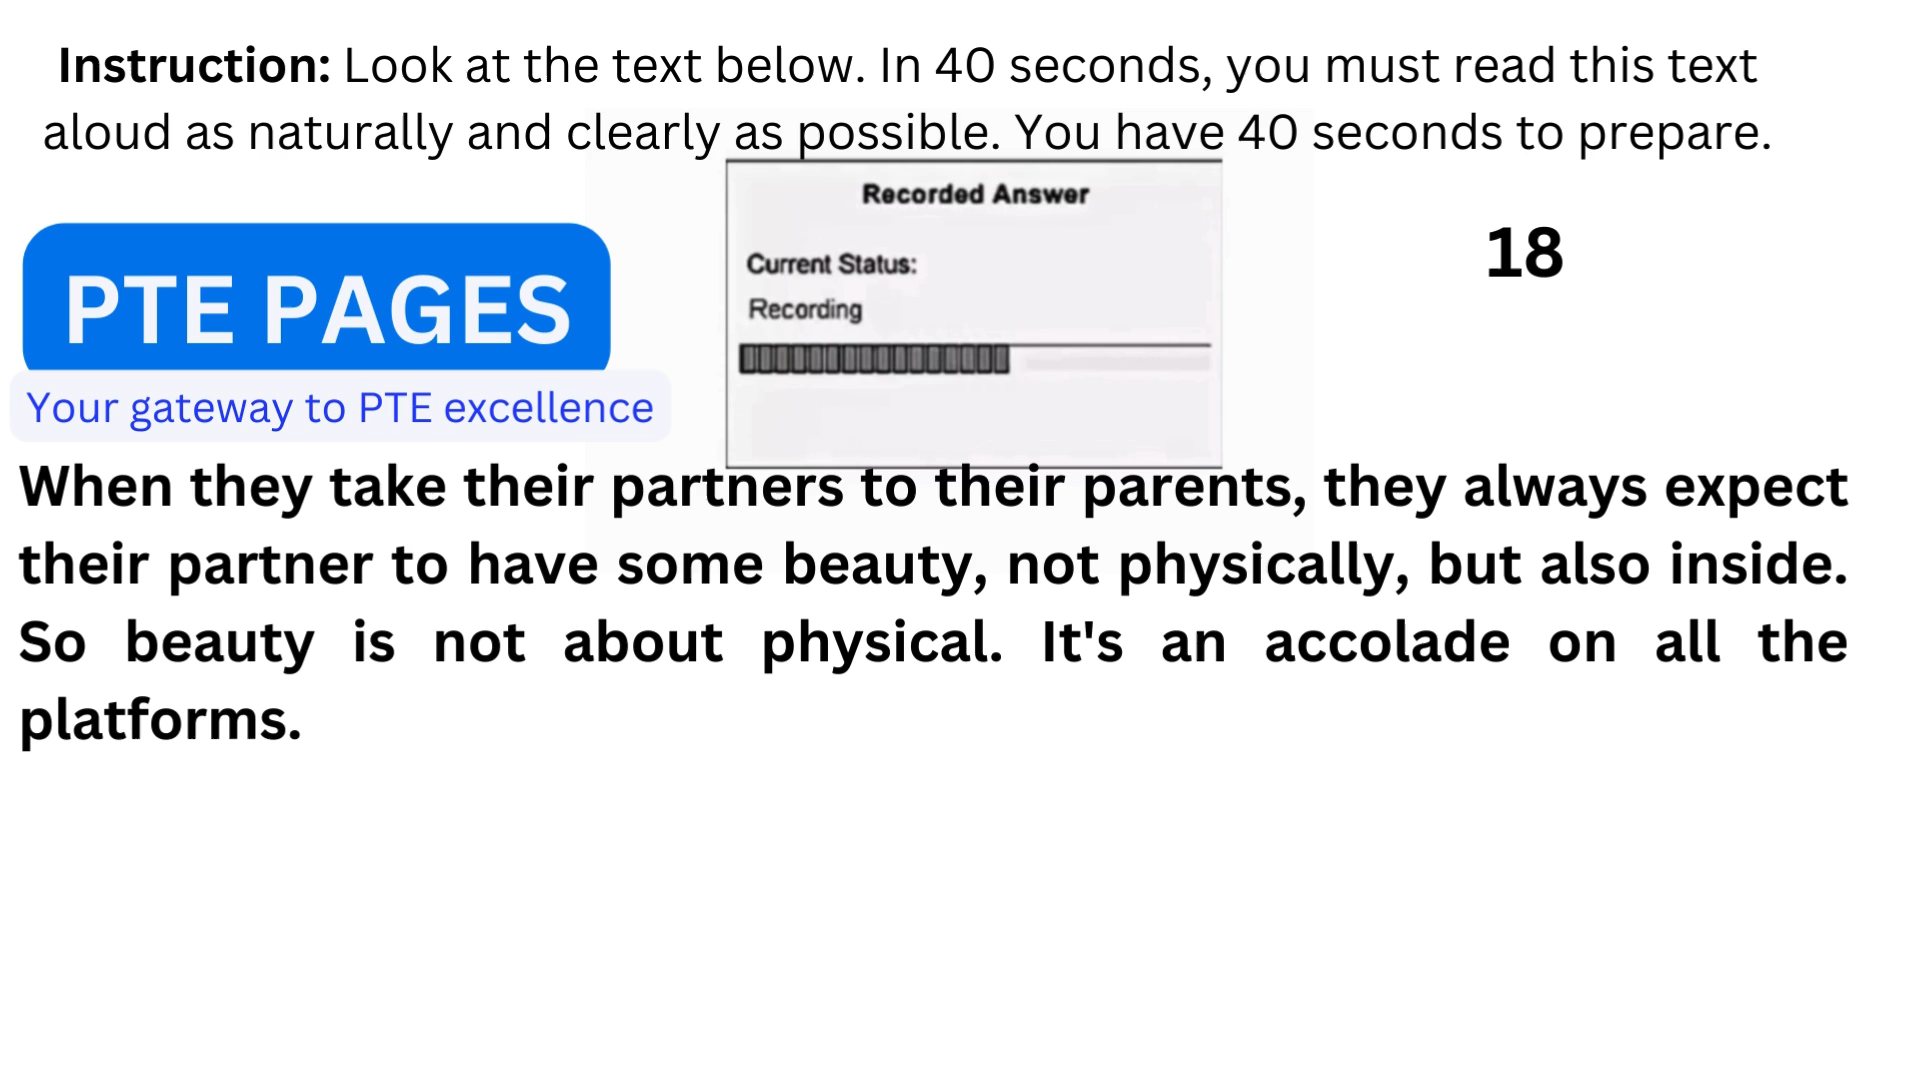 Instruction: Look at the text below. In 40 seconds, you must read this text
aloud as naturally and clearly as possible. You have 40 seconds to prepare.
Recorded Answer
18
Current Status:
Recording
PTE PAGES
Your gateway to PTE excellence
When they take their partners to their parents, they always expect
their partner to have some beauty, not physically, but also inside.
So beauty is not about physical. It's an accolade on all the
platforms.